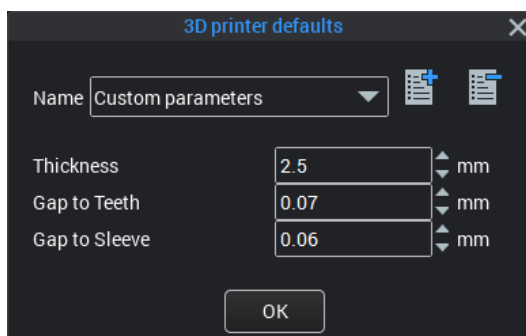 3D printer defaults
Name Custom parameters
Thickness 2.5 mm
Gap to Teeth 0.07 mm
Gap to Sleeve 0.06 mm
OK